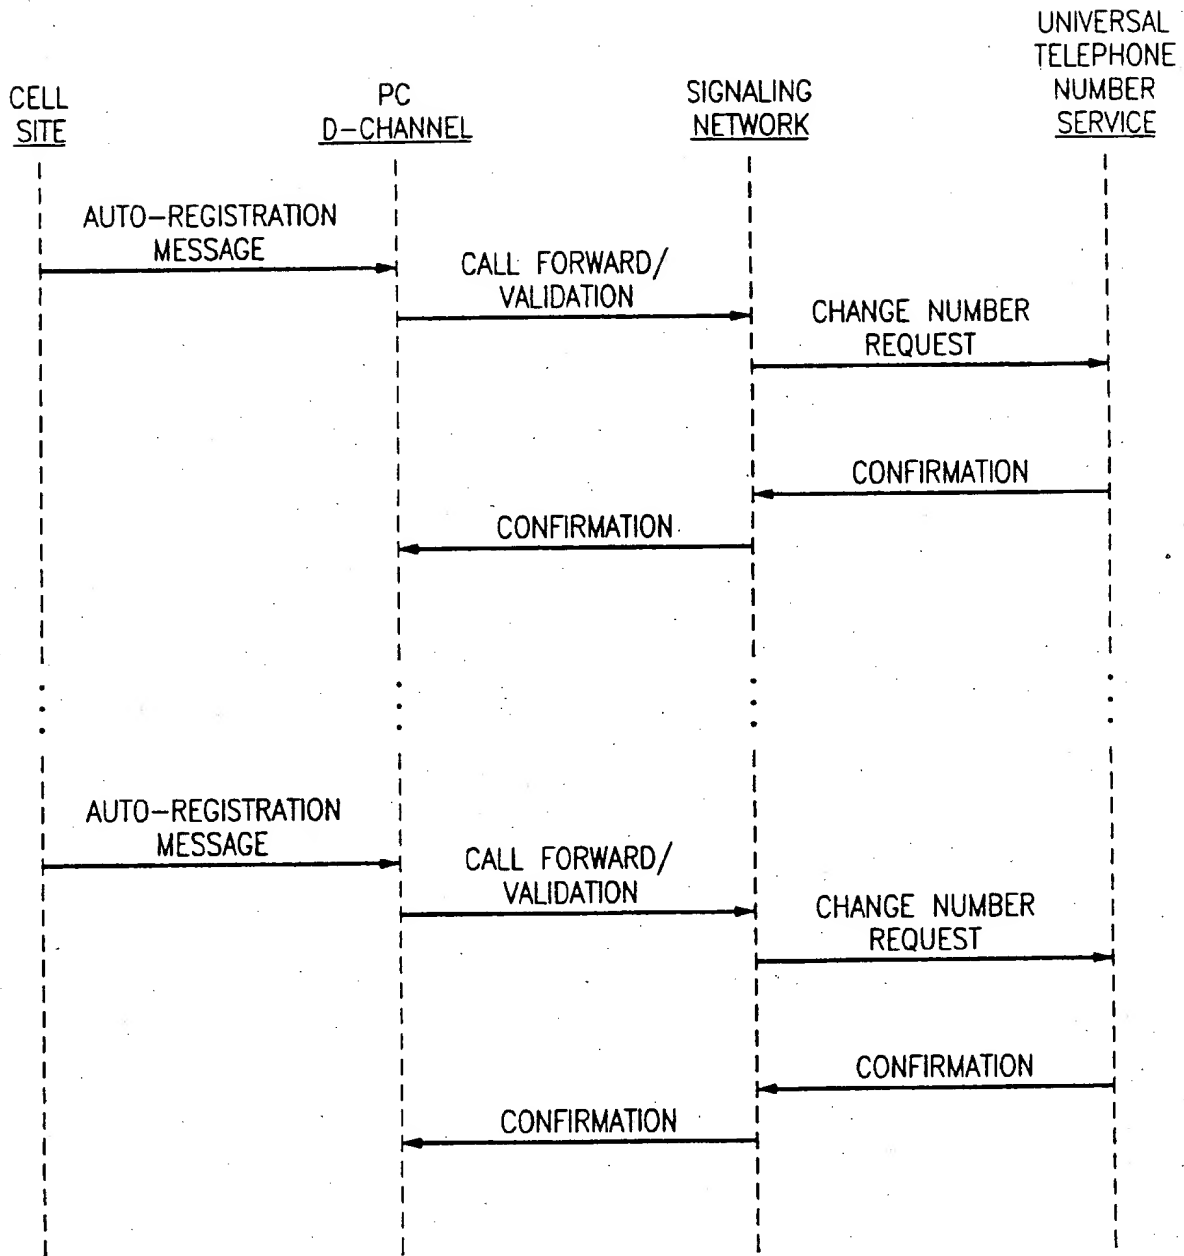 UNIVERSAL
TELEPHONE
NUMBER
SERVICE
CELL
SITE
PC
D-CHANNEL
SIGNALING
NETWORK
AUTO-REGISTRATION
MESSAGE
CALL FORWARD/
VALIDATION
CHANGE NUMBER
REQUEST
CONFIRMATION
CONFIRMATION
AUTO-REGISTRATION
MESSAGE
CALL FORWARD/
VALIDATION
CHANGE NUMBER
REQUEST
CONFIRMATION
CONFIRMATION